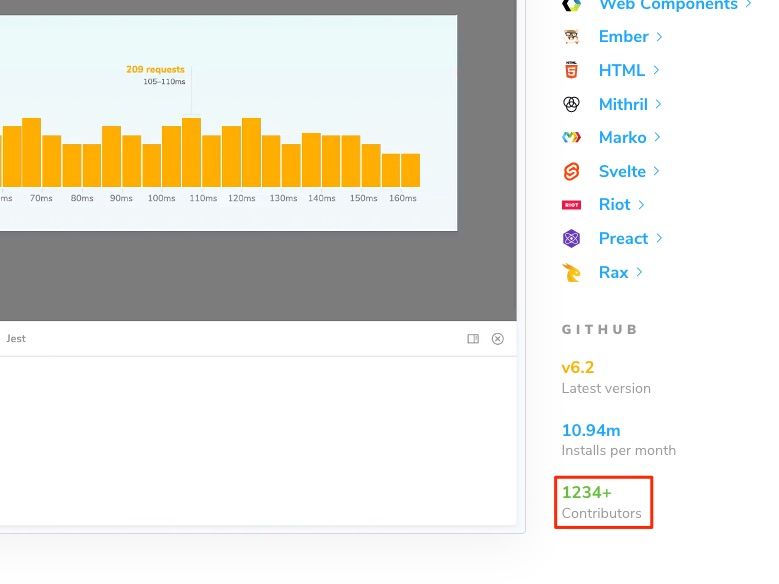 209 requests
105–110ms
ms 70ms 80ms 90ms 100ms 110ms 120ms 130ms 140ms 150ms 160ms
Jest
Web Components
Ember
HTML
Mithril
Marko
Svelte
RIOT Riot
Preact
Rax
GITHUB
v6.2
Latest version
10.94m
Installs per month
1234+
Contributors